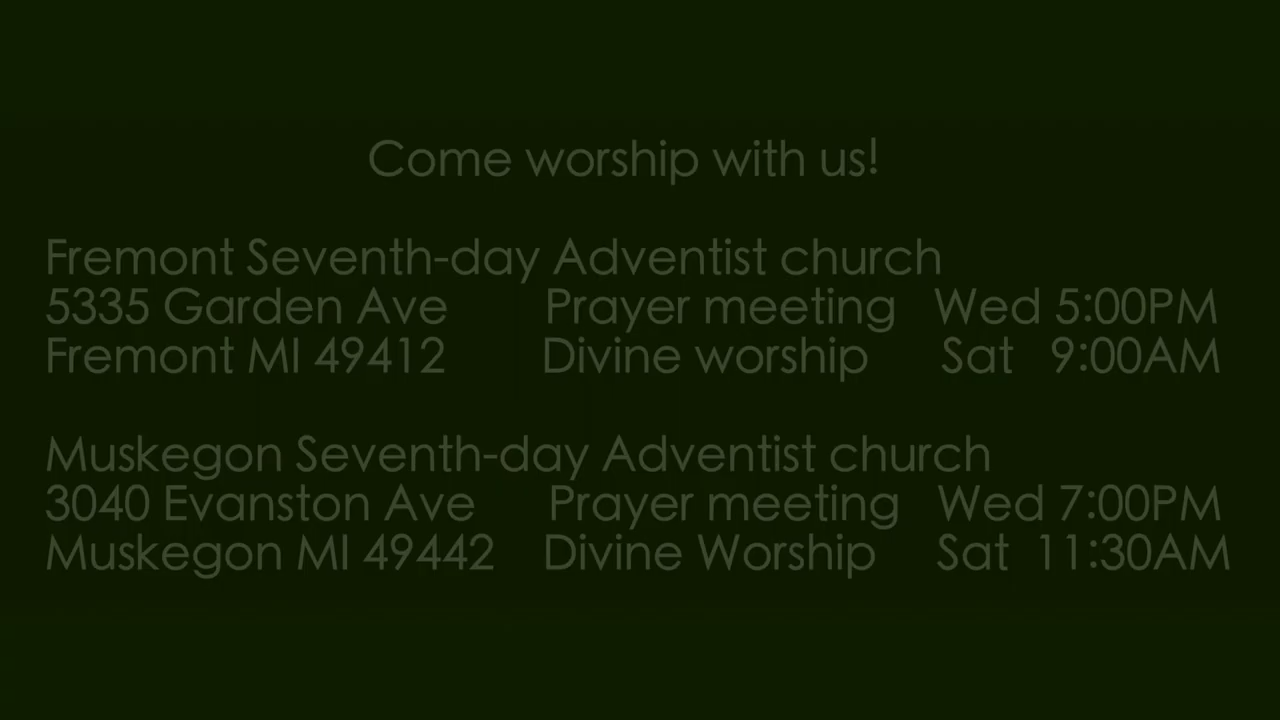 Come worship with us!
Fremont Seventh-day Adventist church
5335 Garden Ave Prayer meeting Wed 5:00PM
Fremont MI 49412 Divine worship Sat 9:00AM
Muskegon Seventh-day Adventist church
3040 Evanston Ave Prayer meeting Wed 7:00PM
Muskegon MI 49442 Divine Worship Sat 11:30AM